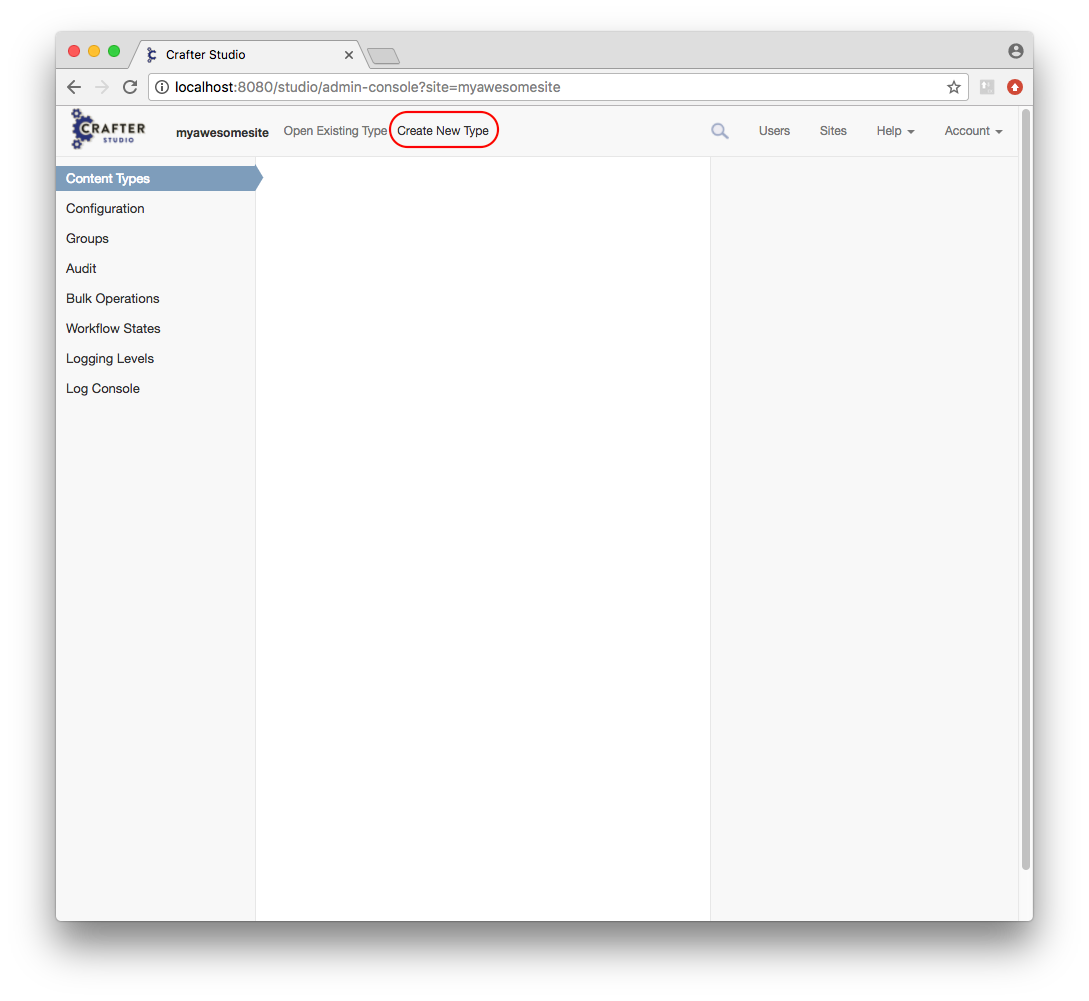 Crafter Studio
localhost:8080/studio/admin-console?site=myawesomesite
CRAFTER
STUDIO
myawesomesite Open Existing Type Create New Type Users Sites Help Account
Content Types
Configuration
Groups
Audit
Bulk Operations
Workflow States
Logging Levels
Log Console